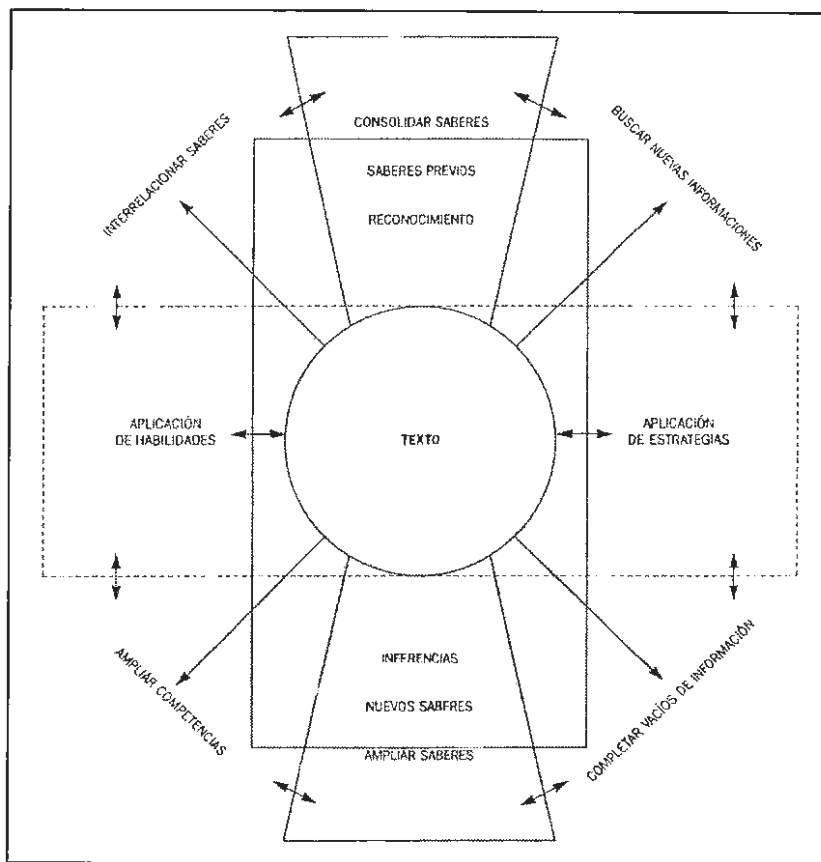 CONSOLIDAR SABERES
INTERRELACIONAR SABERES
BUSCAR NUEVAS INFORMACIONES
SABERES PREVIOS
RECONOCIMIENTO
APLICACIÓN
DE HABILIDADES
TEXTO
APLICACIÓN
DE ESTRATEGIAS
INFERENCIAS
NUEVOS SABERES
AMPLIAR SABERES
AMPLIAR COMPETENCIAS
COMPLETAR VACÍOS DE INFORMACIÓN